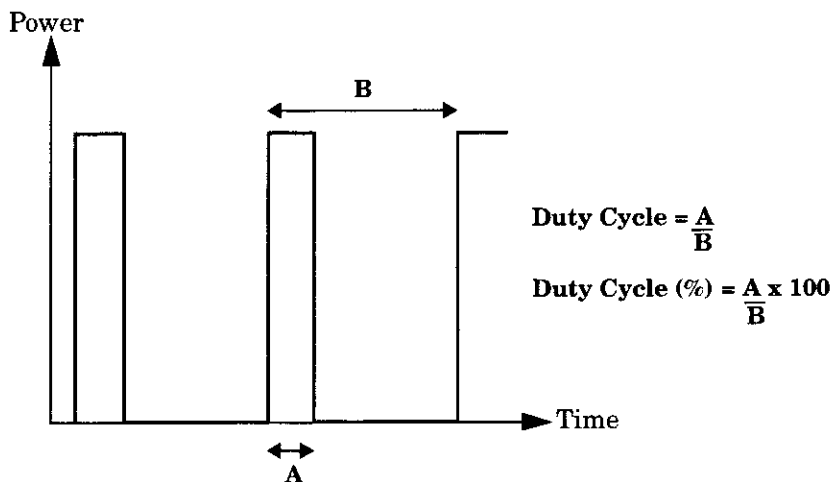 Power
B
Duty Cycle = A
B
Duty Cycle (%) = A x 100
B
Time
A